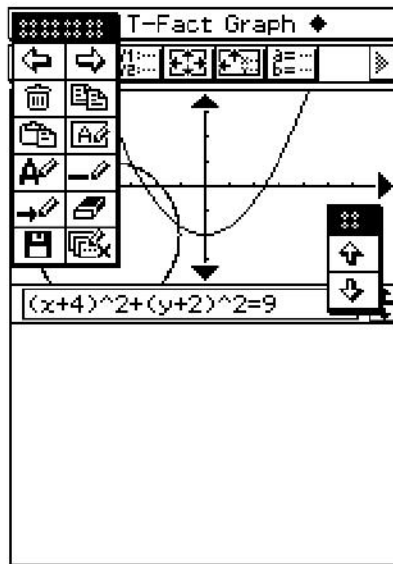 T-Fact Graph
a=
b=
(x+4)^2+(y+2)^2=9